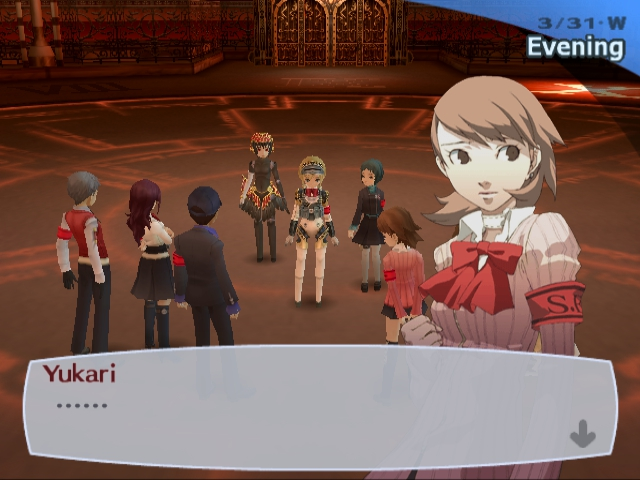 3/31・W
Evening
S.
Yukari
……